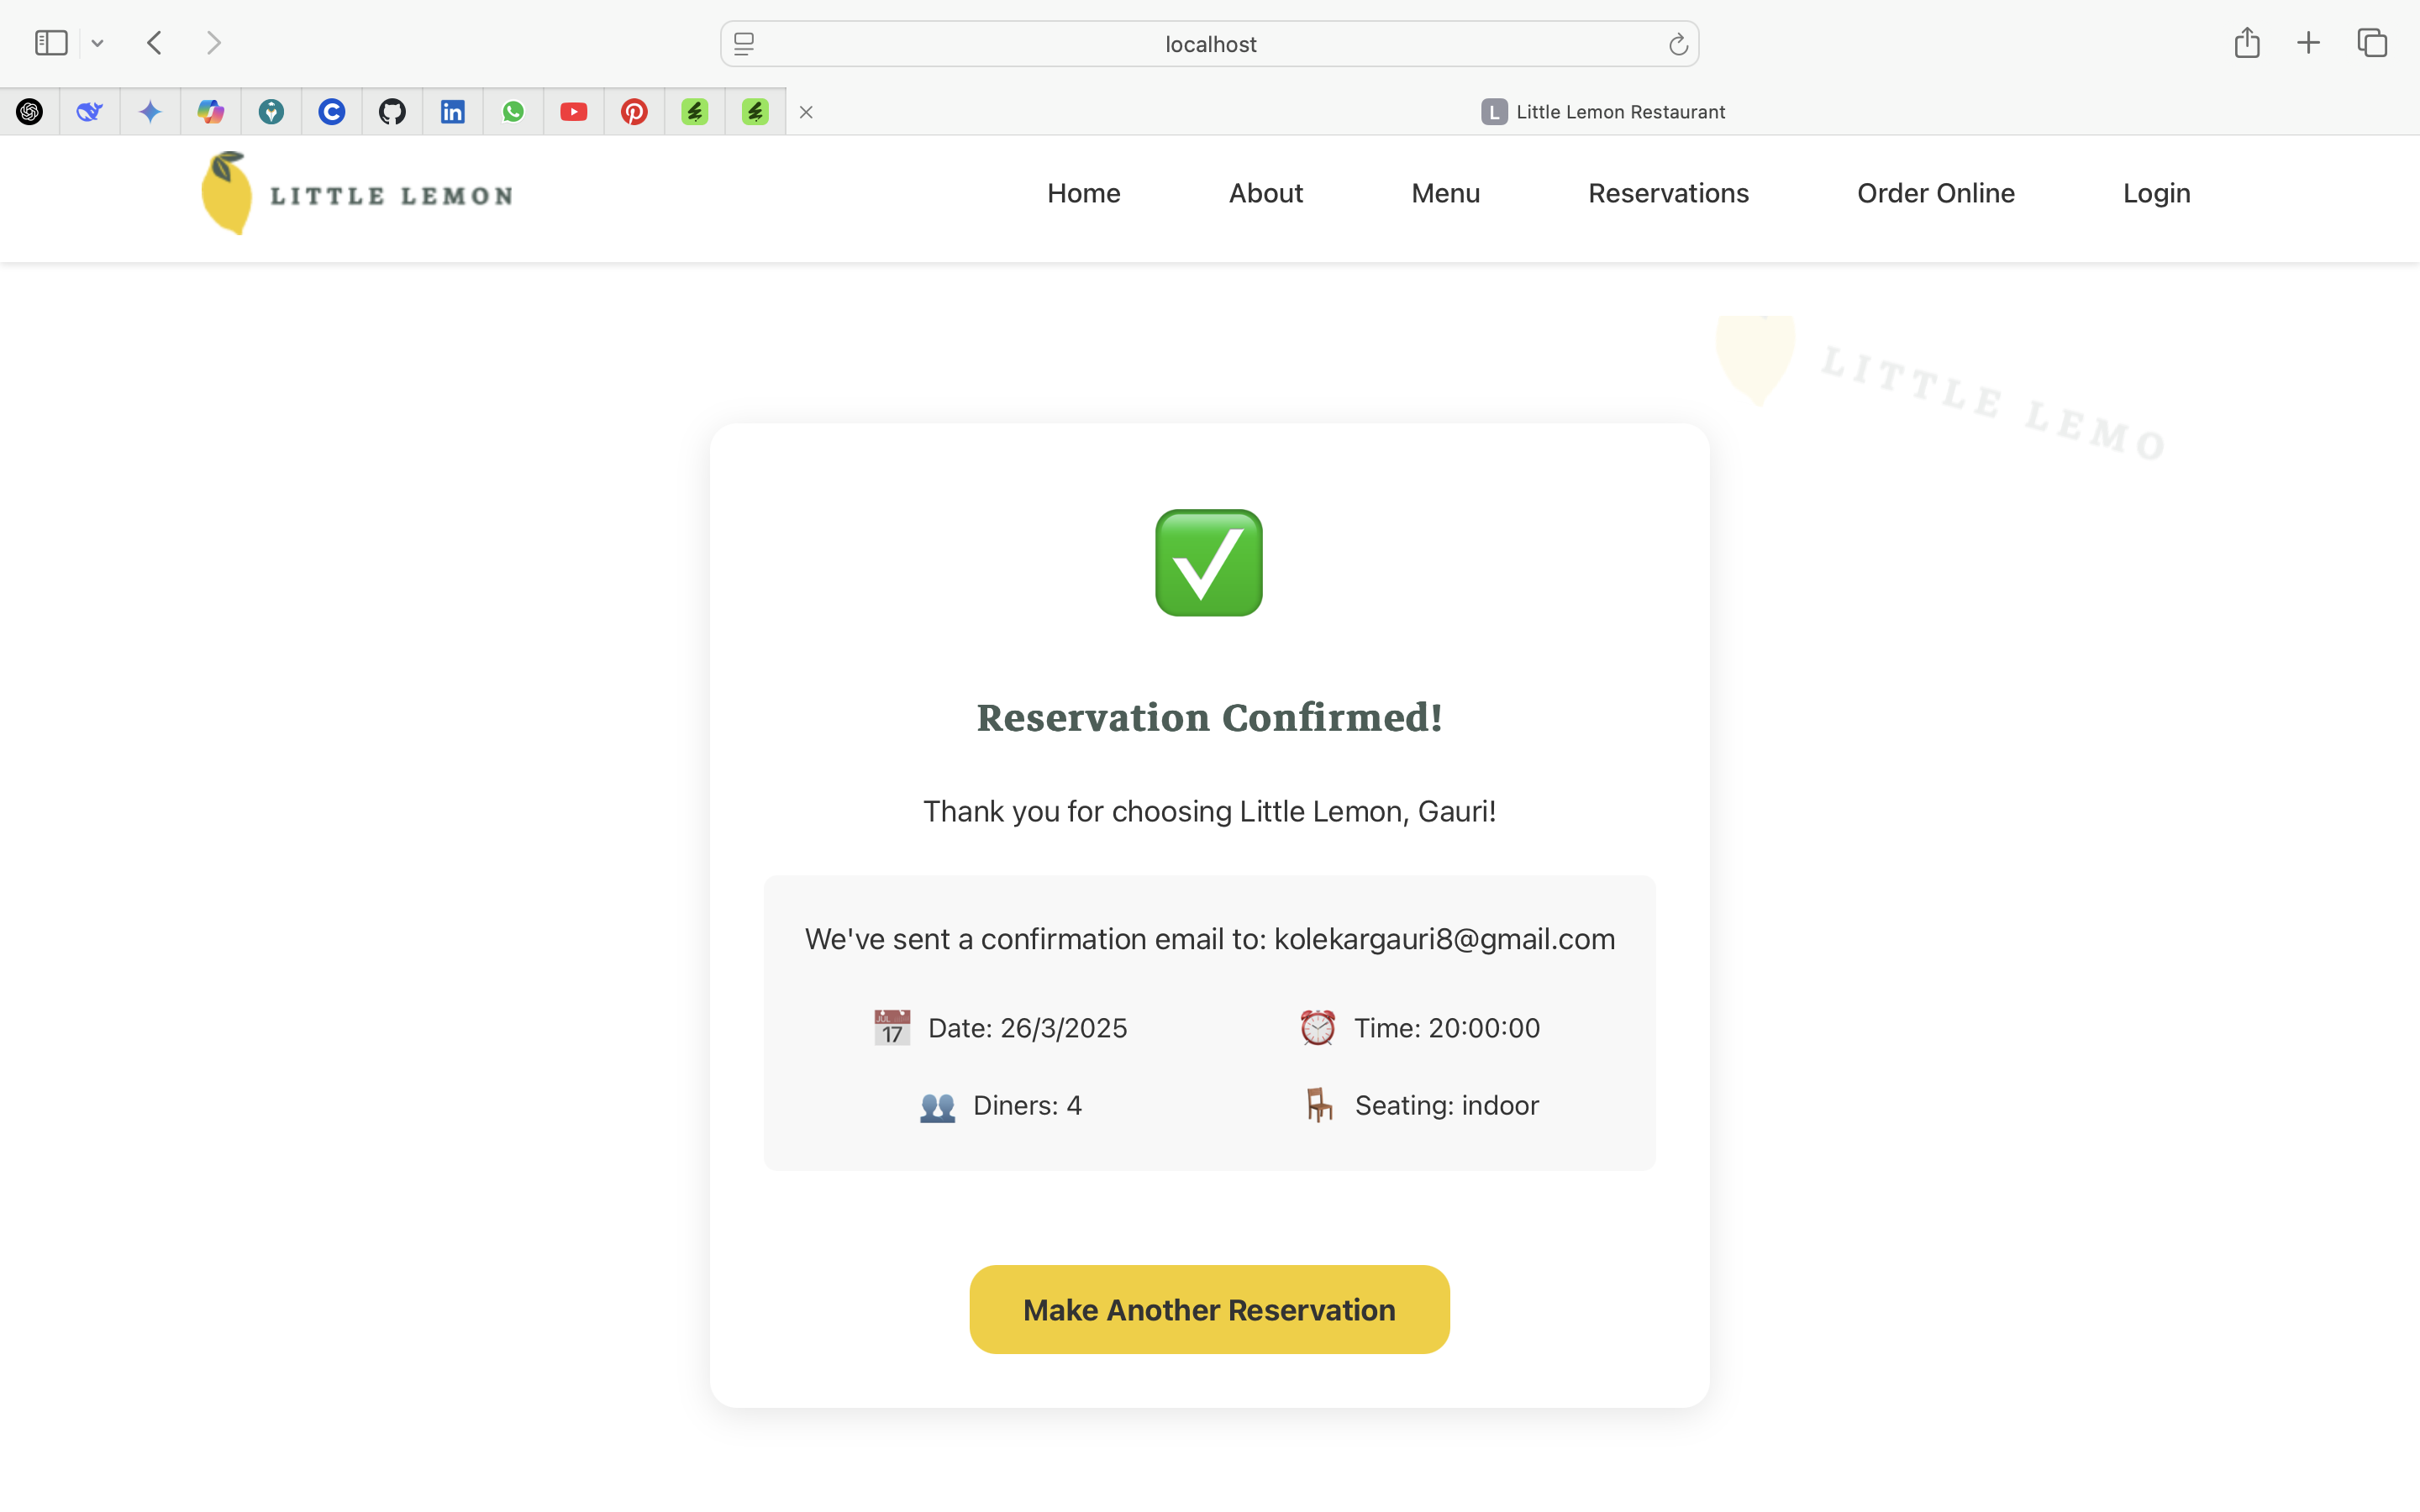 localhost
L Little Lemon Restaurant
LITTLE LEMON
Home About Menu Reservations Order Online Login
LITTLE LEMO
Reservation Confirmed!
Thank you for choosing Little Lemon, Gauri!
We've sent a confirmation email to: kolekargauri8@gmail.com
JUL 17 Date: 26/3/2025 Time: 20:00:00
Diners: 4 Seating: indoor
Make Another Reservation